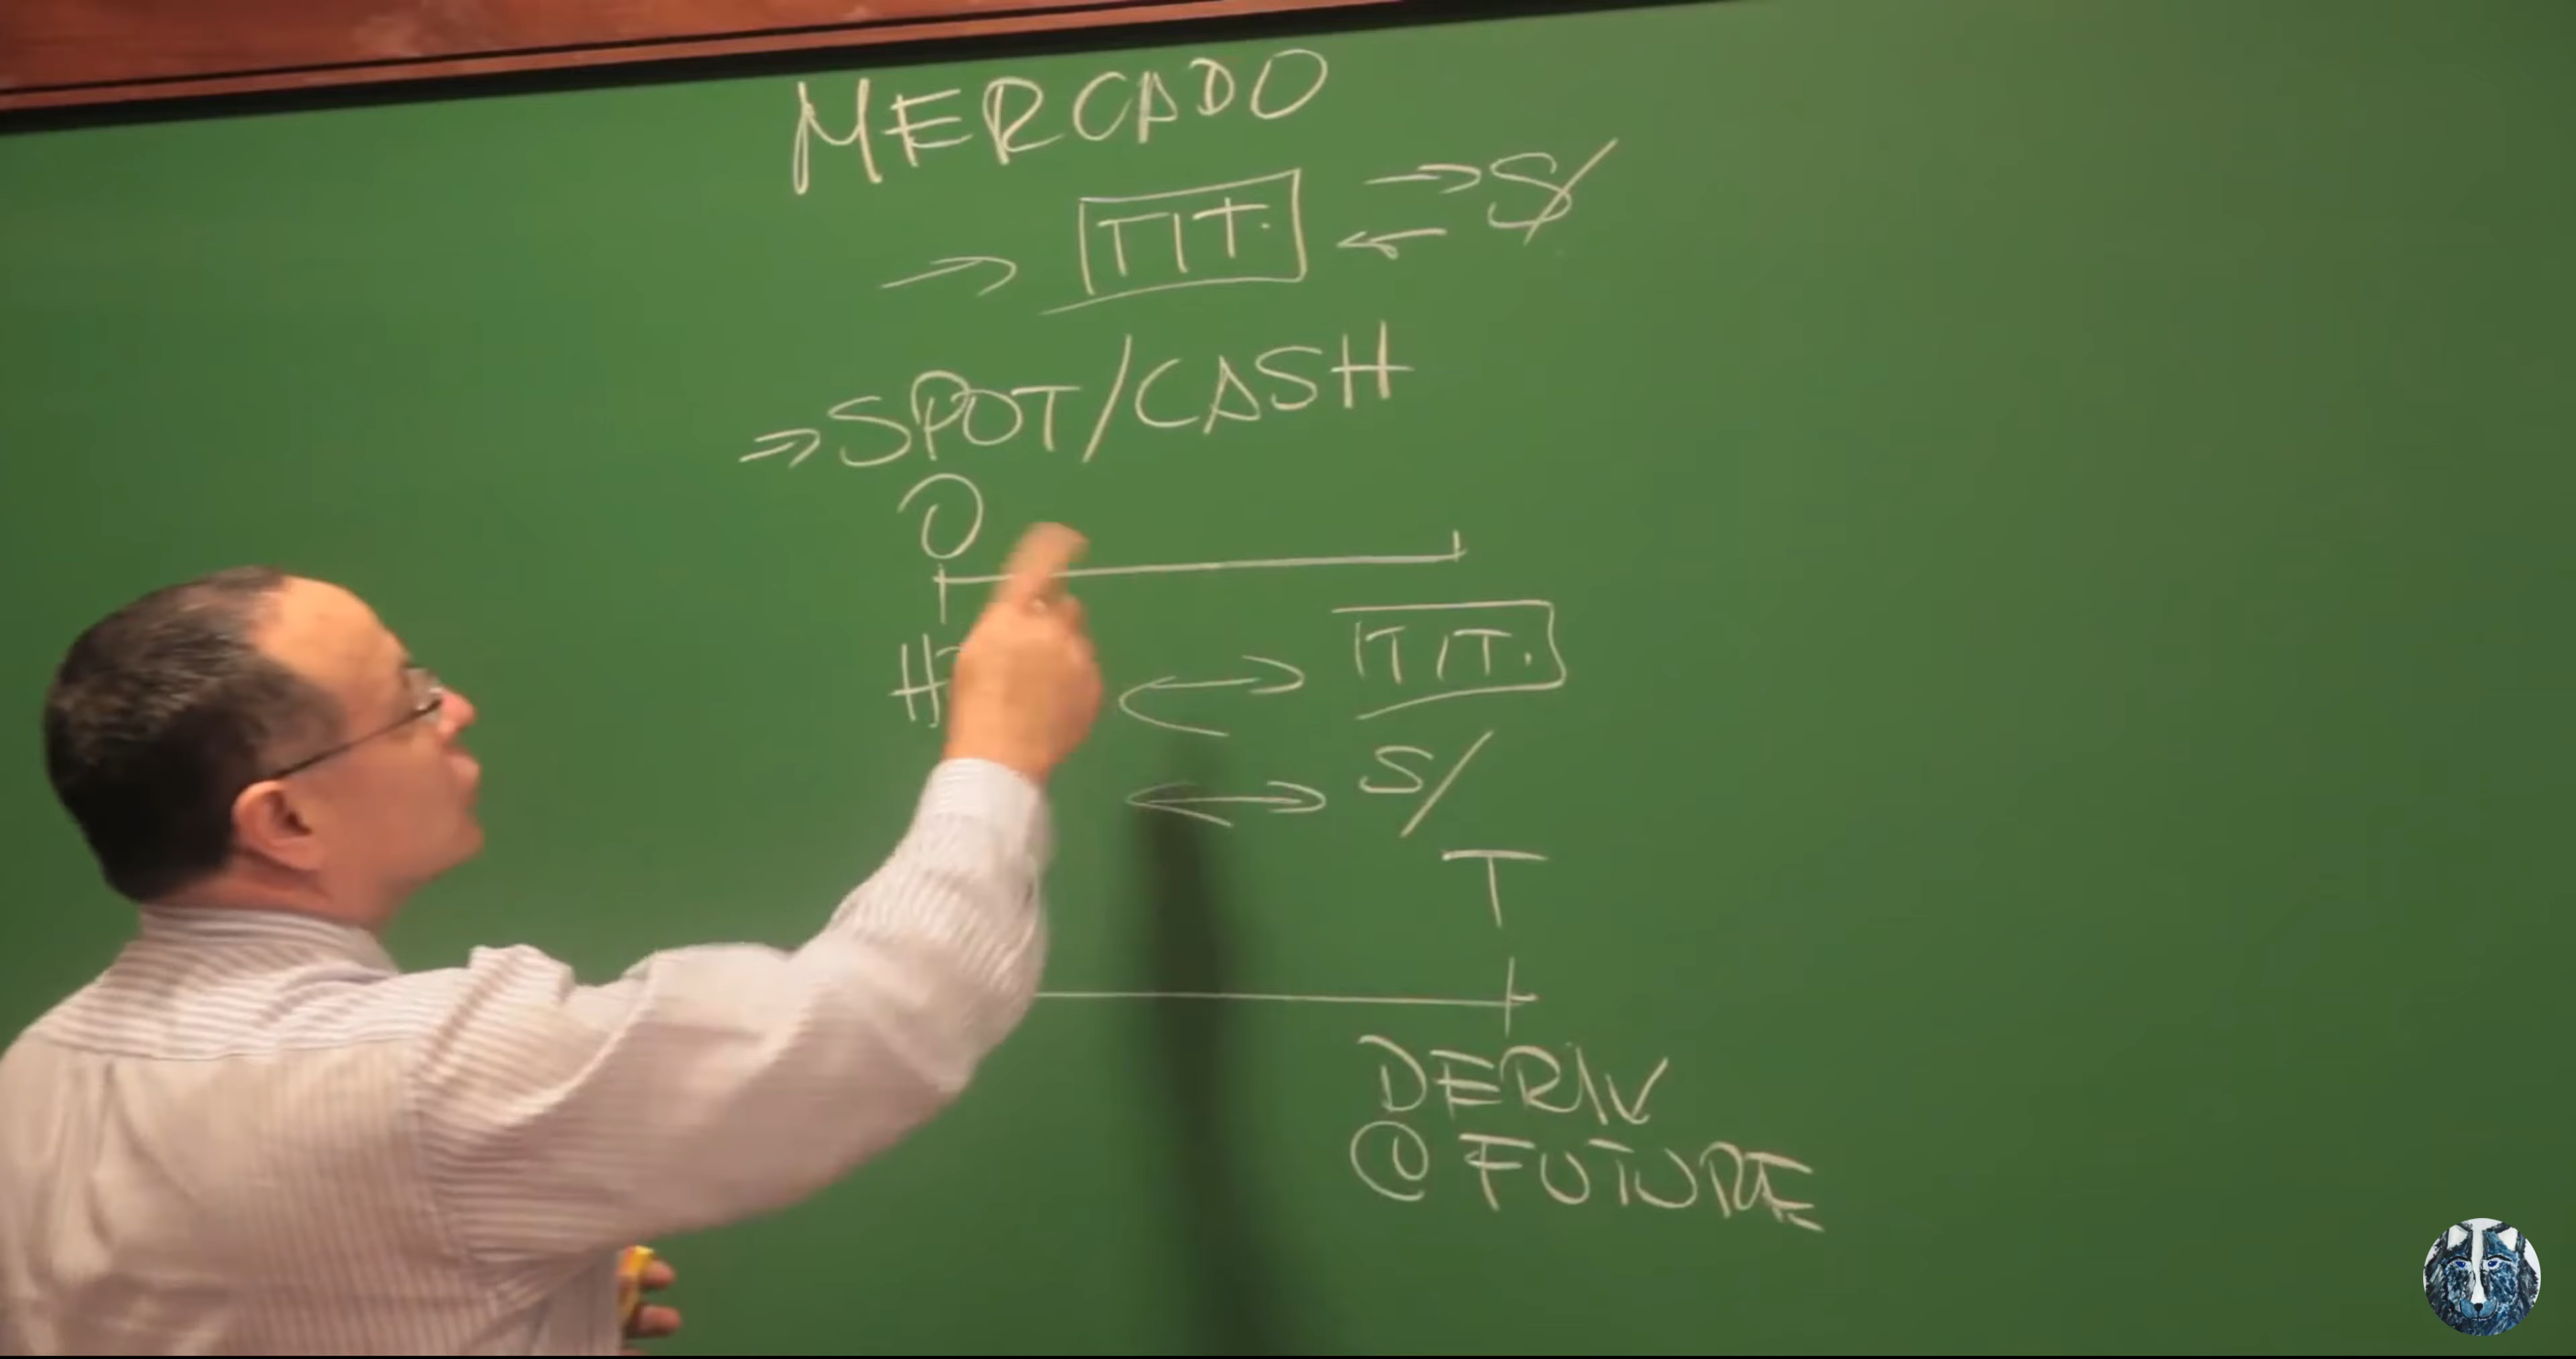 MERCADO
TIT. S/
SPOT/CASH
0
TIT.
S/
T
DERIV
@ FUTURE